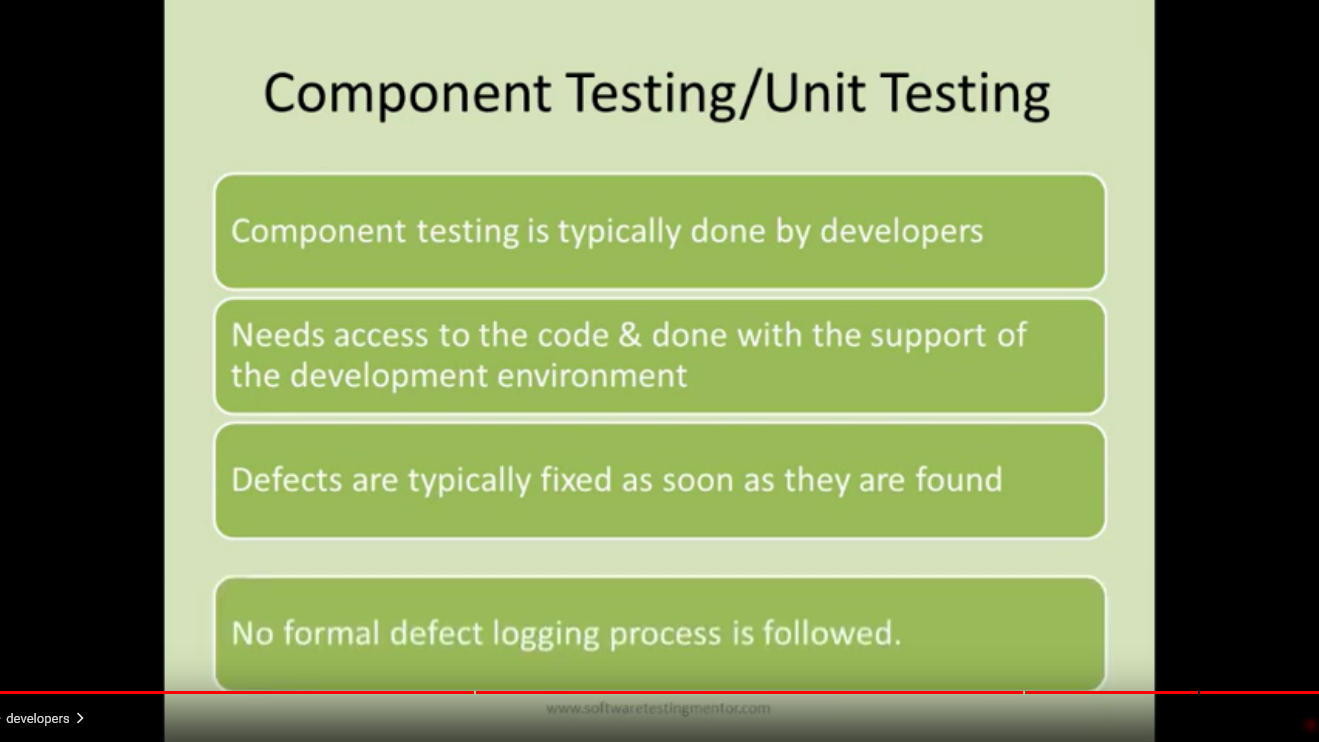 Component Testing/Unit Testing
Component testing is typically done by developers
Needs access to the code & done with the support of
the development environment
Defects are typically fixed as soon as they are found
No formal defect logging process is followed.
www.softwaretestingmentor.com
developers